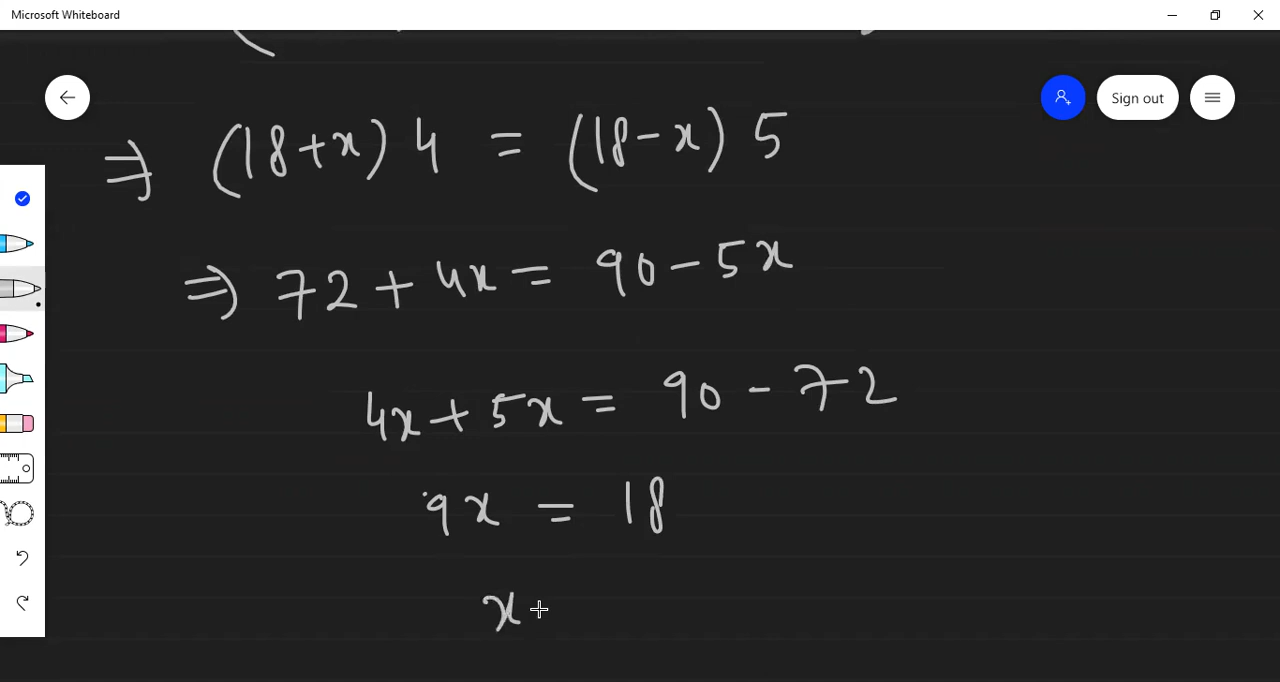 Microsoft Whiteboard
Sign out
⇒ (18+x) 4 = (18-x) 5
⇒ 72 + 4x = 90 - 5x
4x + 5x = 90 - 72
9x = 18
x